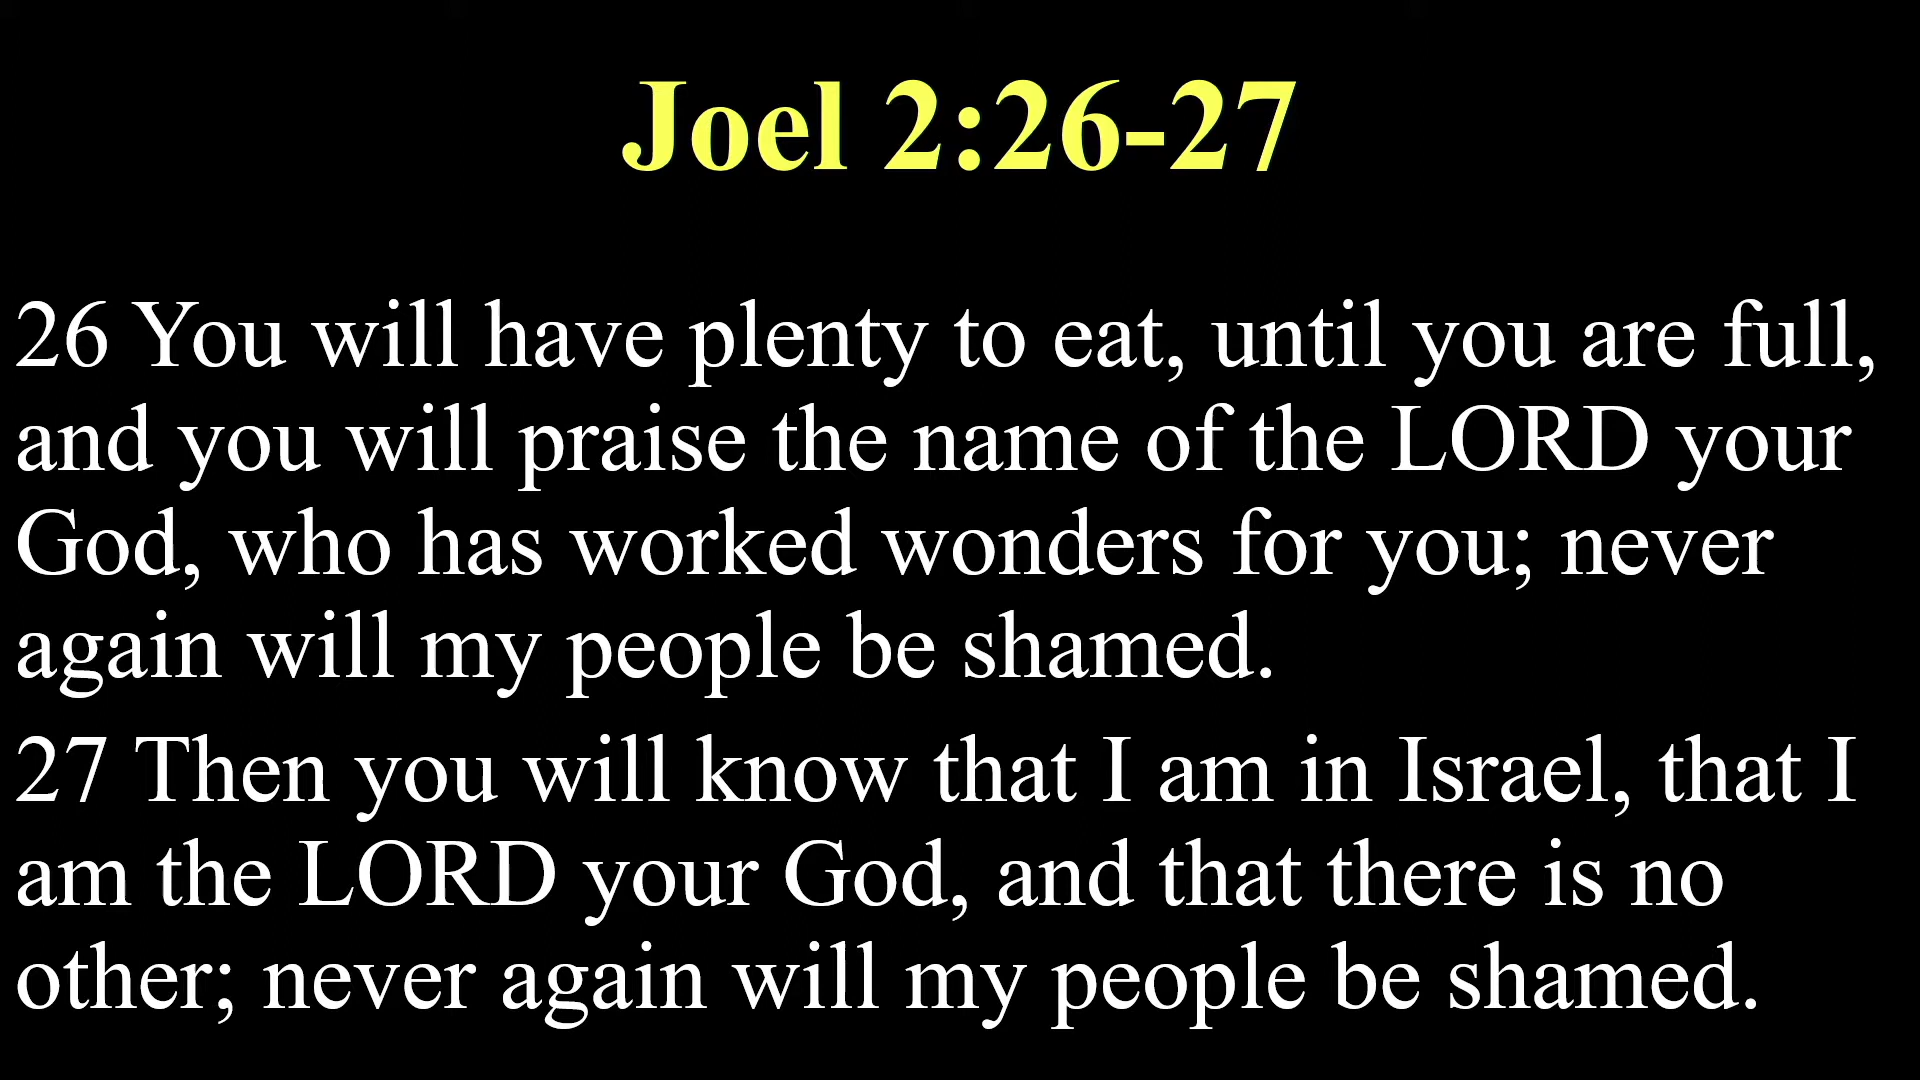 Joel 2:26-27
26 You will have plenty to eat, until you are full,
and you will praise the name of the LORD your
God, who has worked wonders for you; never
again will my people be shamed.
27 Then you will know that I am in Israel, that I
am the LORD your God, and that there is no
other; never again will my people be shamed.